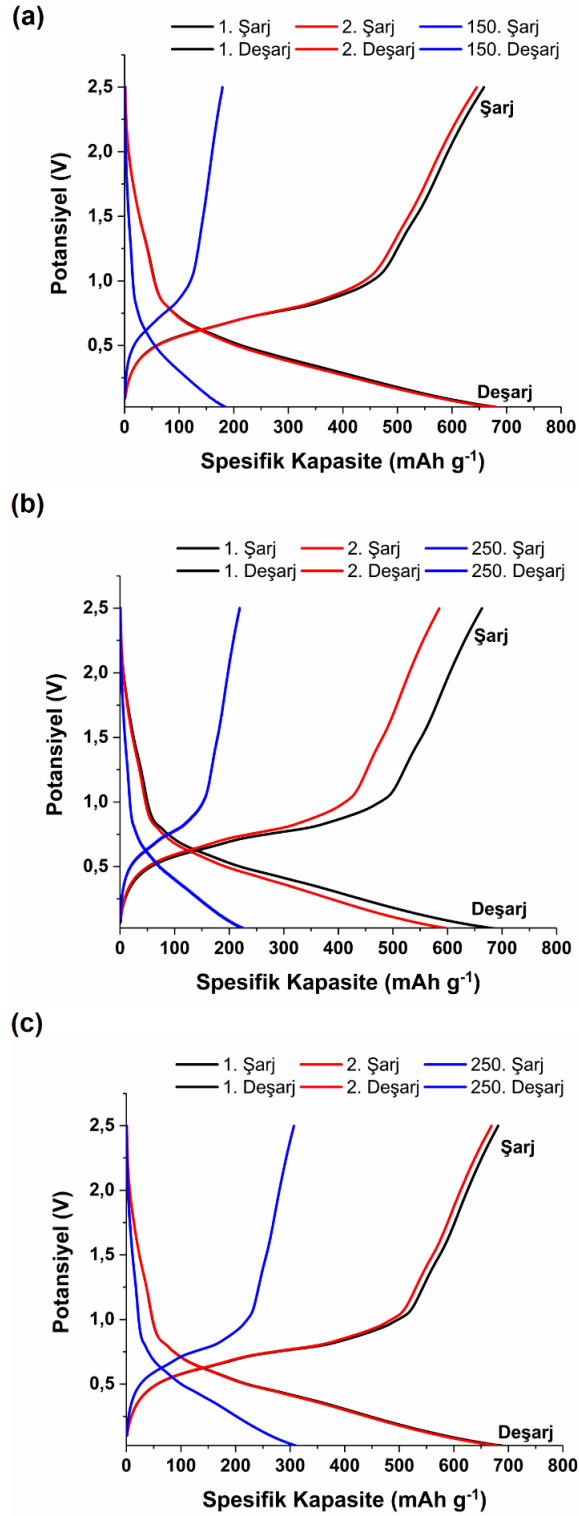 (a)
1. Şarj 2. Şarj 150. Şarj
1. Deşarj 2. Deşarj 150. Deşarj
2,5
Şarj
2,0
1,5
1,0
0,5
Deşarj
0 100 200 300 400 500 600 700 800
Potansiyel (V)
Spesifik Kapasite (mAh g⁻¹)
(b)
1. Şarj 2. Şarj 250. Şarj
1. Deşarj 2. Deşarj 250. Deşarj
2,5
Şarj
2,0
1,5
1,0
0,5
Deşarj
0 100 200 300 400 500 600 700 800
Potansiyel (V)
Spesifik Kapasite (mAh g⁻¹)
(c)
1. Şarj 2. Şarj 250. Şarj
1. Deşarj 2. Deşarj 250. Deşarj
2,5
Şarj
2,0
1,5
1,0
0,5
Deşarj
0 100 200 300 400 500 600 700 800
Potansiyel (V)
Spesifik Kapasite (mAh g⁻¹)